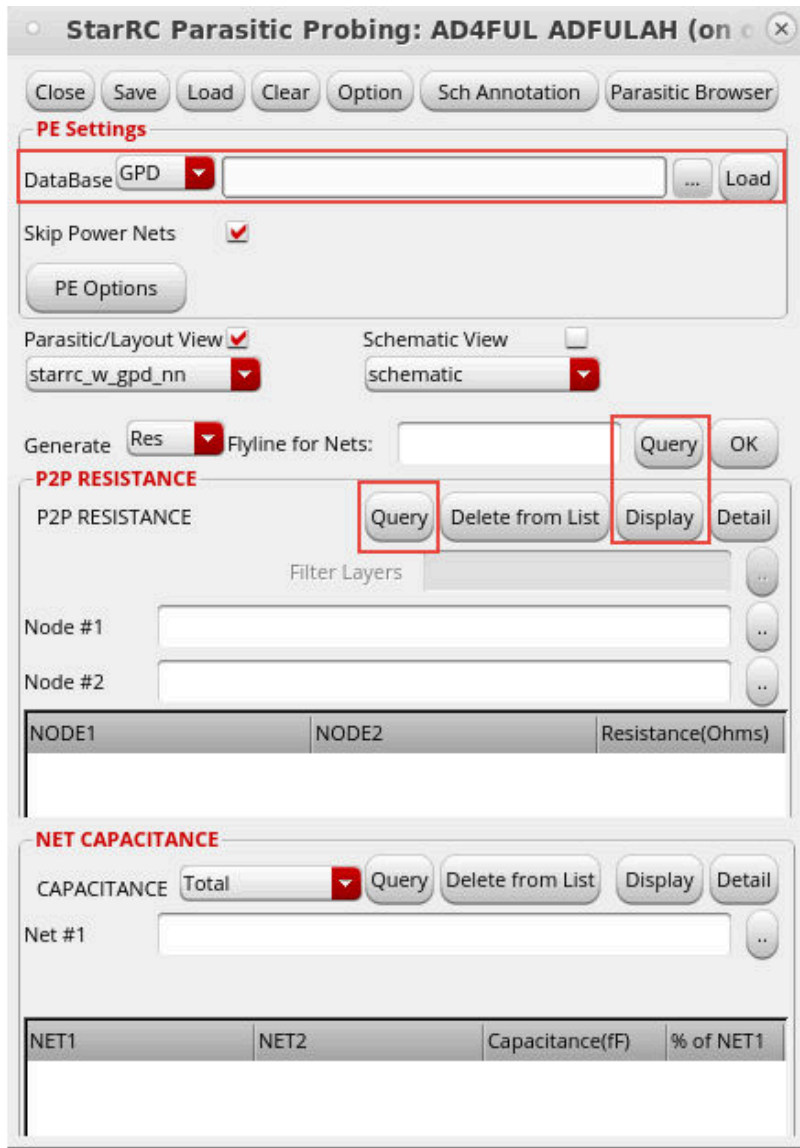 StarRC Parasitic Probing: AD4FUL ADFULAH (on
Close Save Load Clear Option Sch Annotation Parasitic Browser
PE Settings
DataBase GPD ... Load
Skip Power Nets
PE Options
Parasitic/Layout View Schematic View
starrc_w_gpd_nn schematic
Generate Res Flyline for Nets: Query OK
P2P RESISTANCE
P2P RESISTANCE Query Delete from List Display Detail
Filter Layers ..
Node #1 ..
Node #2 ..
NODE1 NODE2 Resistance(Ohms)
NET CAPACITANCE
CAPACITANCE Total Query Delete from List Display Detail
Net #1 ..
NET1 NET2 Capacitance(fF) % of NET1